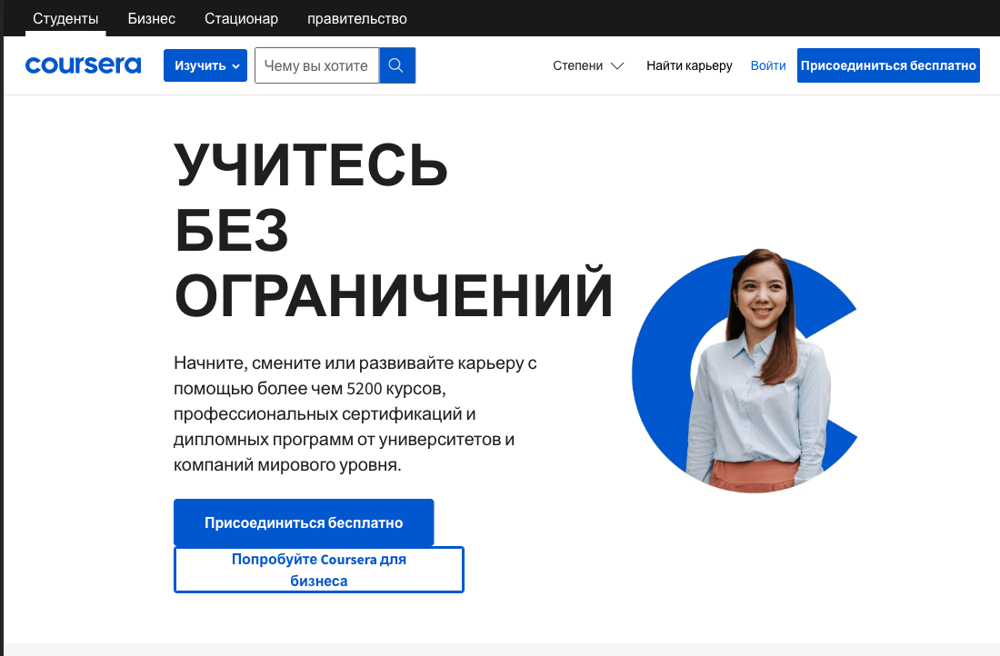 Студенты Бизнес Стационар правительство
coursera Изучить Чему вы хотите Степени Найти карьеру Войти Присоединиться бесплатно
УЧИТЕСЬ
БЕЗ
ОГРАНИЧЕНИЙ
Начните, смените или развивайте карьеру с
помощью более чем 5200 курсов,
профессиональных сертификаций и
дипломных программ от университетов и
компаний мирового уровня.
Присоединиться бесплатно
Попробуйте Coursera для
бизнеса